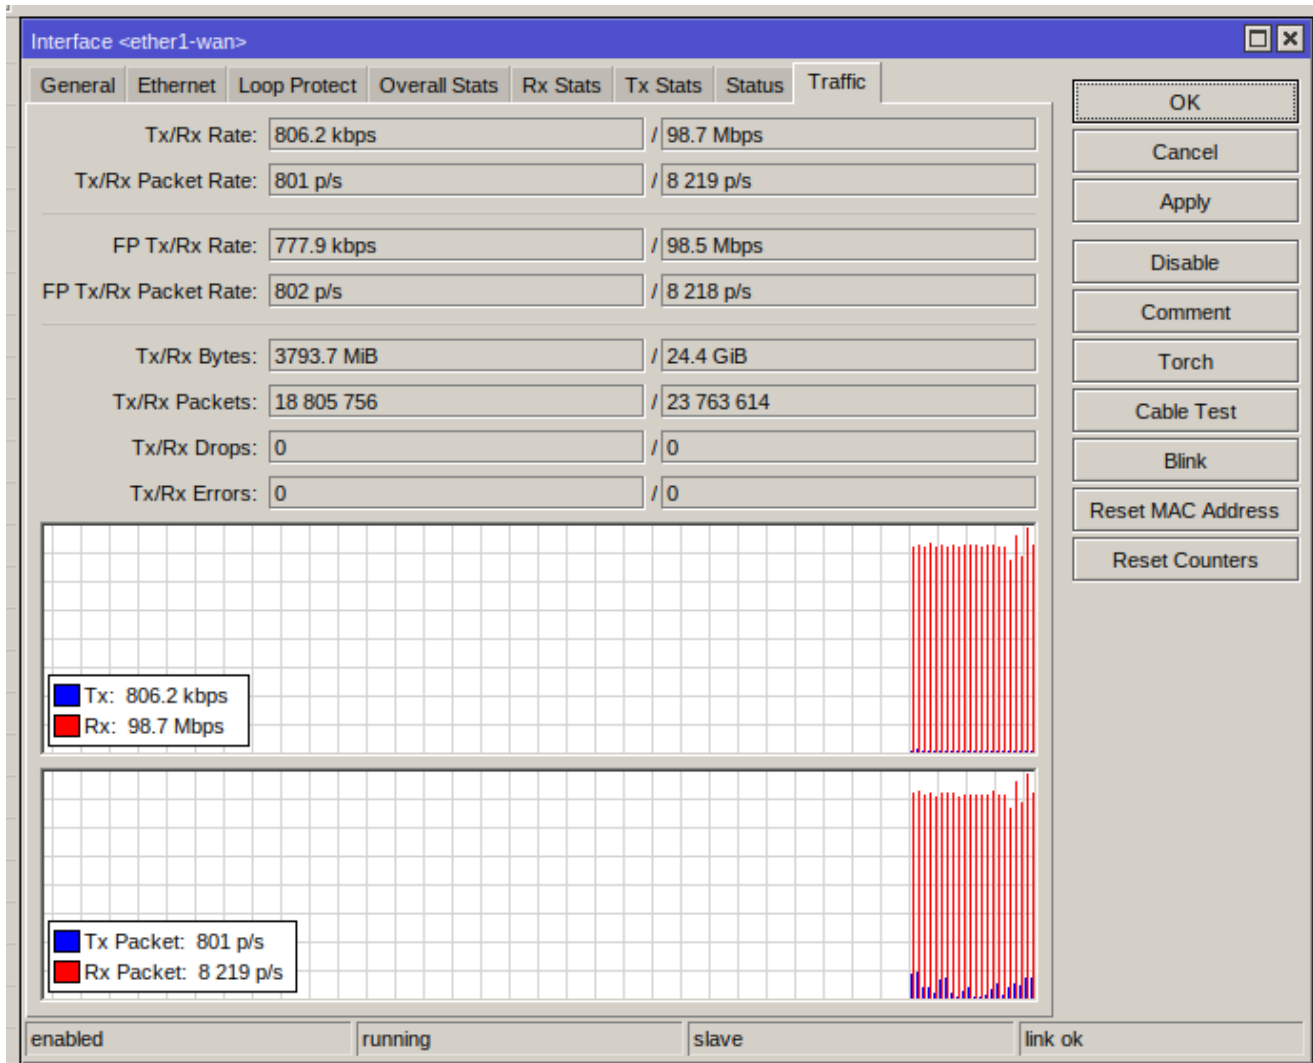 Interface <ether1-wan>
General Ethernet Loop Protect Overall Stats Rx Stats Tx Stats Status Traffic
Tx/Rx Rate: 806.2 kbps / 98.7 Mbps
Tx/Rx Packet Rate: 801 p/s / 8 219 p/s
FP Tx/Rx Rate: 777.9 kbps / 98.5 Mbps
FP Tx/Rx Packet Rate: 802 p/s / 8 218 p/s
Tx/Rx Bytes: 3793.7 MiB / 24.4 GiB
Tx/Rx Packets: 18 805 756 / 23 763 614
Tx/Rx Drops: 0 / 0
Tx/Rx Errors: 0 / 0
Tx: 806.2 kbps
Rx: 98.7 Mbps
Tx Packet: 801 p/s
Rx Packet: 8 219 p/s
OK
Cancel
Apply
Disable
Comment
Torch
Cable Test
Blink
Reset MAC Address
Reset Counters
enabled running slave link ok